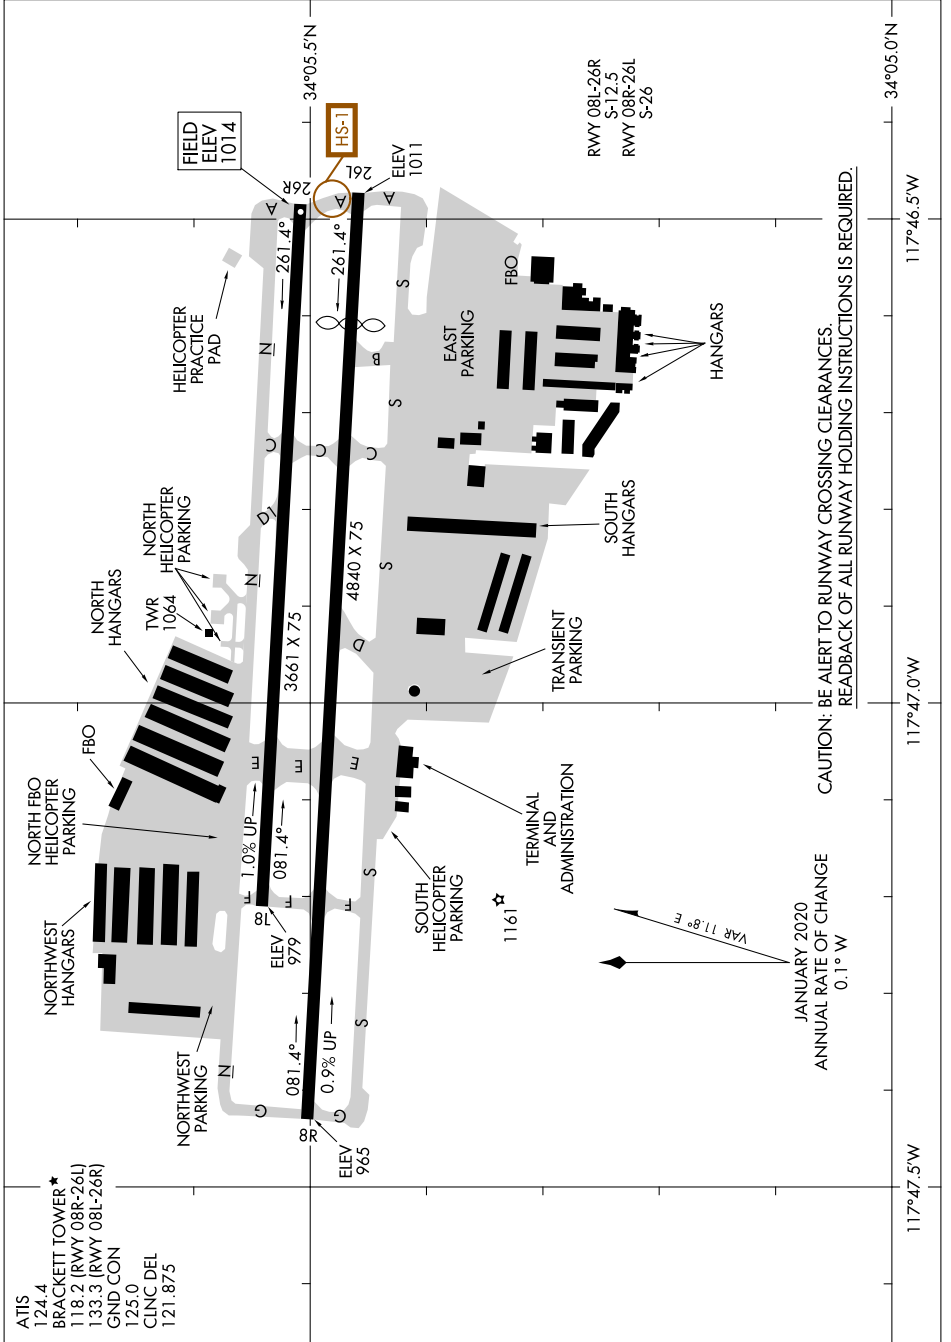 ATIS
124.4
BRACKETT TOWER★
118.2 (RWY 08R-26L)
133.3 (RWY 08L-26R)
GND CON
125.0
CLNC DEL
121.875
NORTHWEST
HANGARS
NORTH FBO
HELICOPTER
PARKING
FBO
NORTH
HANGARS
TWR
1064
NORTH
HELICOPTER
PARKING
HELICOPTER
PRACTICE
PAD
FIELD
ELEV
1014
NORTHWEST
PARKING
N
N
N
G
G
F
F
F
E
E
E
D
D1
C
C
C
B
A
A
A
S
S
S
S
S
8L
26R
8R
26L
ELEV
979
ELEV
965
ELEV
1011
1.0% UP
081.4°
3661 X 75
261.4°
081.4°
0.9% UP
4840 X 75
261.4°
HS-1
34°05.5'N
34°05.0'N
RWY 08L-26R
S-12.5
RWY 08R-26L
S-26
SOUTH
HELICOPTER
PARKING
1161
TERMINAL
AND
ADMINISTRATION
TRANSIENT
PARKING
SOUTH
HANGARS
EAST
PARKING
FBO
HANGARS
VAR 11.8° E
JANUARY 2020
ANNUAL RATE OF CHANGE
0.1° W
CAUTION: BE ALERT TO RUNWAY CROSSING CLEARANCES.
READBACK OF ALL RUNWAY HOLDING INSTRUCTIONS IS REQUIRED.
117°47.5'W
117°47.0'W
117°46.5'W